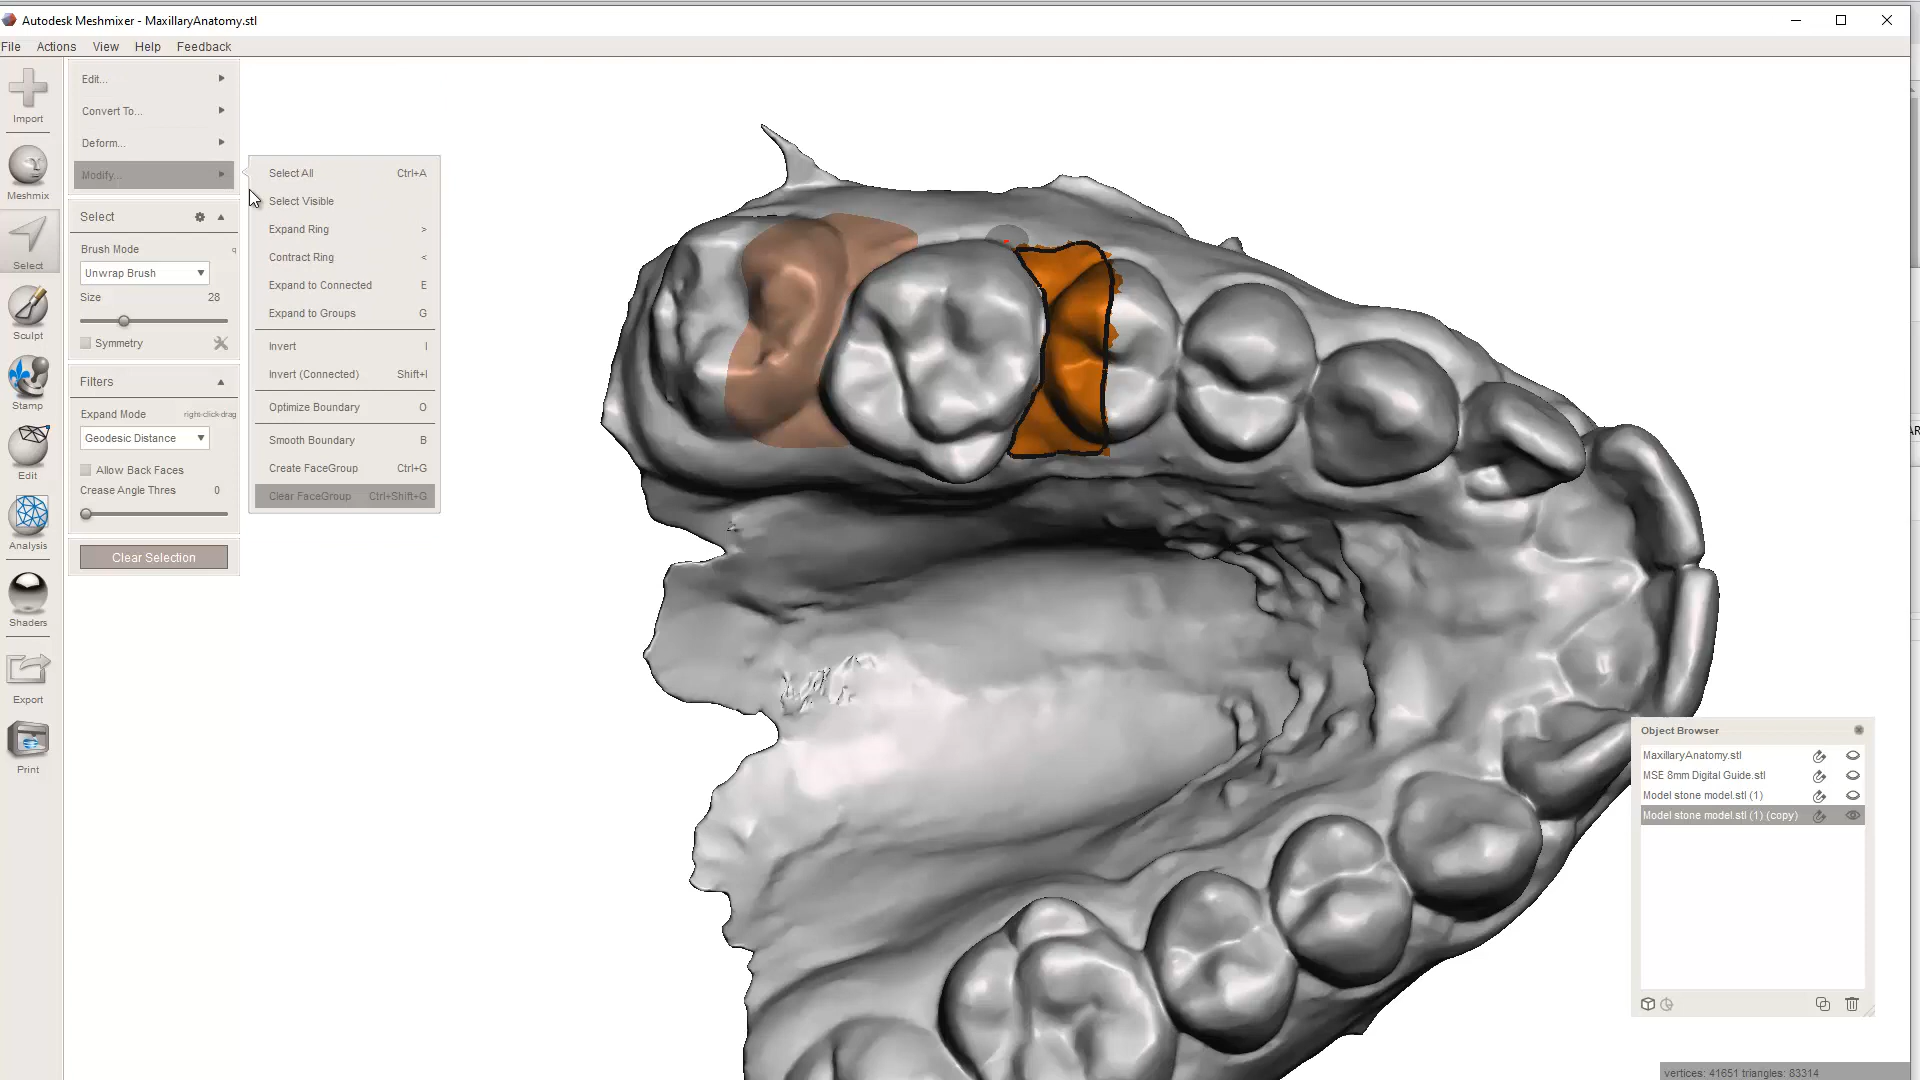 Autodesk Meshmixer - MaxillaryAnatomy.stl
File Actions View Help Feedback
Import
Meshmix
Select
Sculpt
Stamp
Edit
Analysis
Shaders
Export
Print
Edit...
Convert To...
Deform...
Modify...
Select
Brush Mode q
Unwrap Brush
Size 28
Symmetry
Filters
Expand Mode right-click-drag
Geodesic Distance
Allow Back Faces
Crease Angle Thres 0
Clear Selection
Select All Ctrl+A
Select Visible
Expand Ring >
Contract Ring <
Expand to Connected E
Expand to Groups G
Invert I
Invert (Connected) Shift+I
Optimize Boundary O
Smooth Boundary B
Create FaceGroup Ctrl+G
Clear FaceGroup Ctrl+Shift+G
AR
Object Browser
MaxillaryAnatomy.stl
MSE 8mm Digital Guide.stl
Model stone model.stl (1)
Model stone model.stl (1) (copy)
vertices: 41651 triangles: 83314